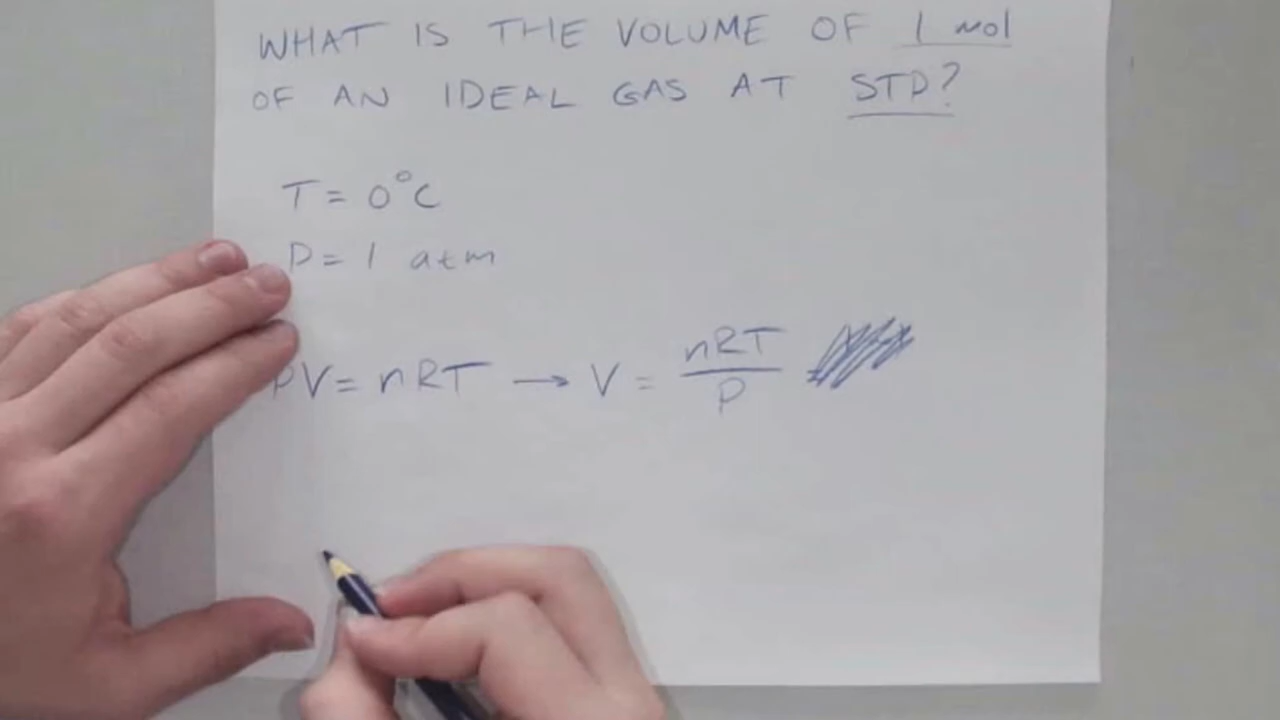 WHAT IS THE VOLUME OF 1 mol
OF AN IDEAL GAS AT STP?
T = 0°C
P = 1 atm
PV = nRT → V = nRT/P